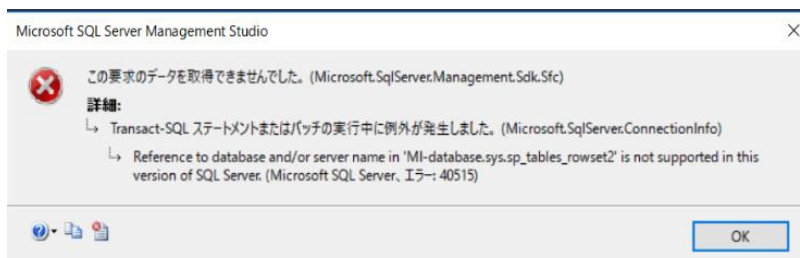 Microsoft SQL Server Management Studio
この要求のデータを取得できませんでした。 (Microsoft.SqlServer.Management.Sdk.Sfc)
詳細:
Transact-SQL ステートメントまたはバッチの実行中に例外が発生しました。 (Microsoft.SqlServer.ConnectionInfo)
Reference to database and/or server name in 'MI-database.sys.sp_tables_rowset2' is not supported in this
version of SQL Server. (Microsoft SQL Server、エラー: 40515)
OK